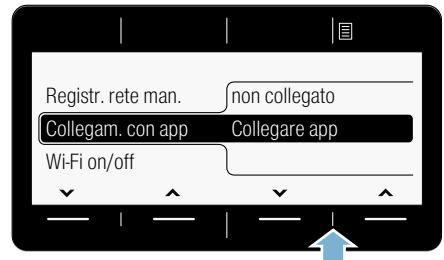 Registr. rete man. non collegato
Collegam. con app Collegare app
Wi-Fi on/off